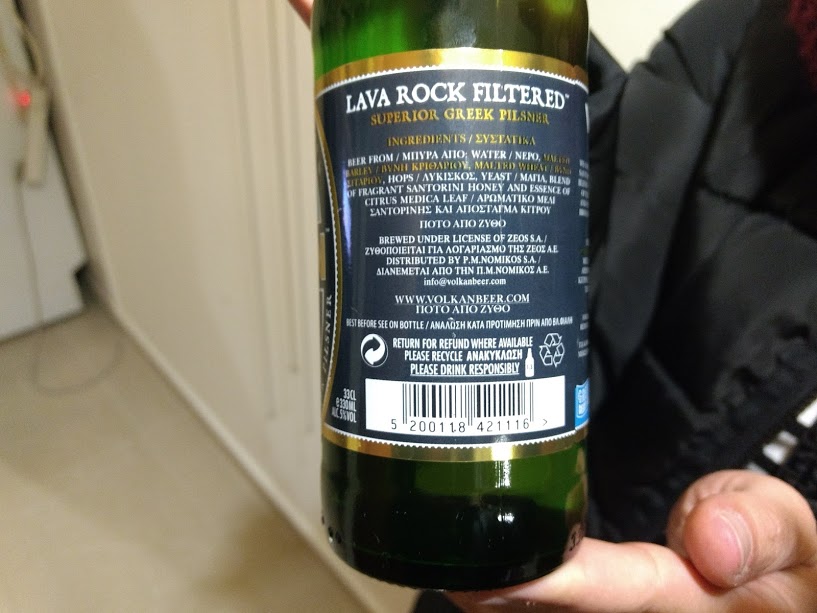 LAVA ROCK FILTERED™
SUPERIOR GREEK PILSNER
INGREDIENTS / ΣΥΣΤΑΤΙΚΑ
BEER FROM / ΜΠΥΡΑ ΑΠΟ: WATER / ΝΕΡΟ, MALTED
BARLEY / ΒΥΝΗ ΚΡΙΘΑΡΙΟΥ, MALTED WHEAT / ΒΥΝΗ
ΣΙΤΑΡΙΟΥ, HOPS / ΛΥΚΙΣΚΟΣ, YEAST / ΜΑΓΙΑ, BLEND
OF FRAGRANT SANTORINI HONEY AND ESSENCE OF
CITRUS MEDICA LEAF / ΑΡΩΜΑΤΙΚΟ ΜΕΛΙ
ΣΑΝΤΟΡΙΝΗΣ ΚΑΙ ΑΠΟΣΤΑΓΜΑ ΚΙΤΡΟΥ
ΠΟΤΟ ΑΠΟ ΖΥΘΟ
BREWED UNDER LICENSE OF ZEOS S.A. /
ΖΥΘΟΠΟΙΕΙΤΑΙ ΓΙΑ ΛΟΓΑΡΙΑΣΜΟ ΤΗΣ ΖΕΟΣ Α.Ε.
DISTRIBUTED BY P.M.NOMIKOS S.A. /
ΔΙΑΝΕΜΕΤΑΙ ΑΠΟ ΤΗΝ Π.Μ.ΝΟΜΙΚΟΣ Α.Ε.
info@volkanbeer.com
WWW.VOLKANBEER.COM
ΠΟΤΟ ΑΠΟ ΖΥΘΟ
BEST BEFORE SEE ON BOTTLE / ΑΝΑΛΩΣΗ ΚΑΤΑ ΠΡΟΤΙΜΗΣΗ ΠΡΙΝ ΑΠΟ ΒΛ.ΦΙΑΛΗ
RETURN FOR REFUND WHERE AVAILABLE
PLEASE RECYCLE ΑΝΑΚΥΚΛΩΣΗ
PLEASE DRINK RESPONSIBLY
33CL
e330ML
ALC. 5%VOL
5 200118 421116 >
PILSNER